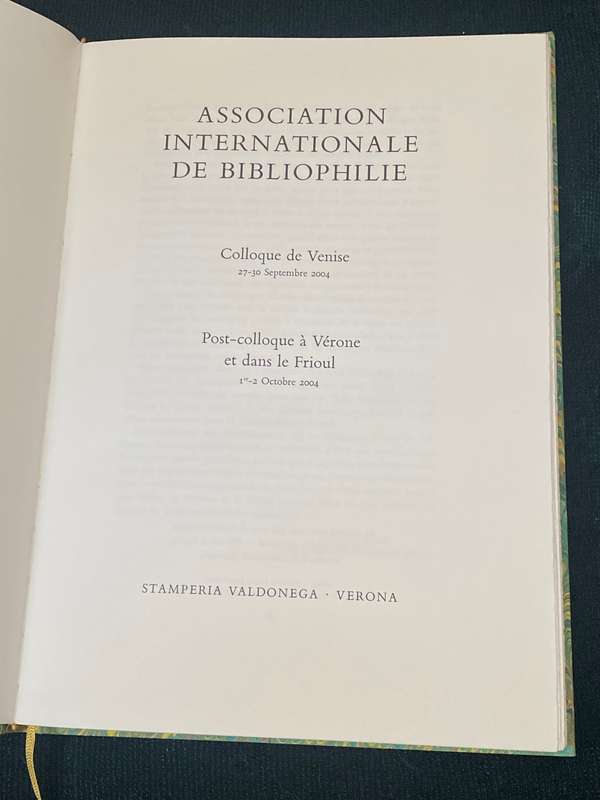 ASSOCIATION
INTERNATIONALE
DE BIBLIOPHILIE
Colloque de Venise
27-30 Septembre 2004
Post-colloque à Vérone
et dans le Frioul
1er-2 Octobre 2004
STAMPERIA VALDONEGA · VERONA